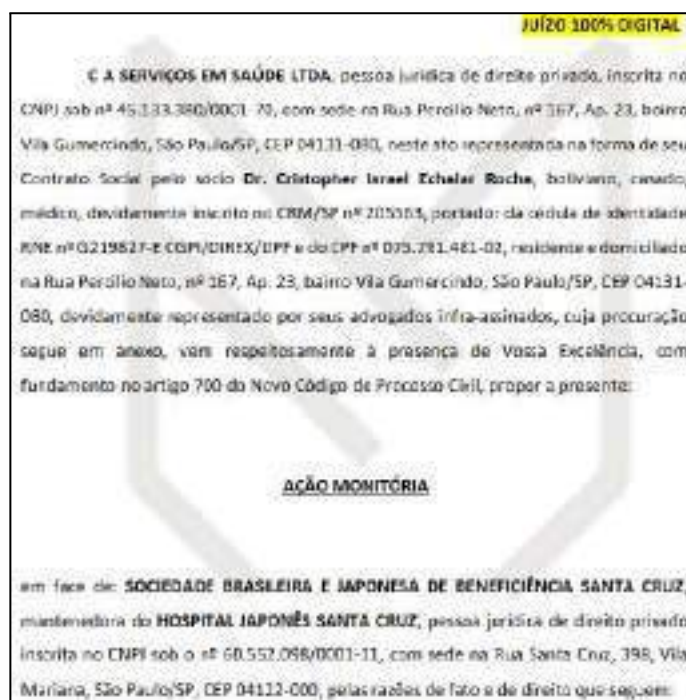 JUÍZO 100% DIGITAL
C A SERVIÇOS EM SAÚDE LTDA, pessoa jurídica de direito privado, inscrita no
CNPJ sob nº 45.133.380/0001-70, com sede na Rua Percilio Neto, nº 167, Ap. 23, bairro
Vila Gumercindo, São Paulo/SP, CEP 04131-080, neste ato representada na forma de seu
Contrato Social pelo sócio Dr. Cristopher Israel Echalar Rocha, boliviano, casado,
médico, devidamente inscrito no CRM/SP nº portador da cédula de identidade
RNE nº CGPI/DIREX/DPF e do CPF nº residente e domiciliado
na Rua Percilio Neto, nº 167, Ap. 23, bairro Vila Gumercindo, São Paulo/SP, CEP 04131-
080, devidamente representado por seus advogados infra-assinados, cuja procuração
segue em anexo, vem respeitosamente à presença de Vossa Excelência, com
fundamento no artigo 700 do Novo Código de Processo Civil, propor a presente:
AÇÃO MONITÓRIA
em face de: SOCIEDADE BRASILEIRA E JAPONESA DE BENEFICIÊNCIA SANTA CRUZ,
mantenedora do HOSPITAL JAPONÊS SANTA CRUZ, pessoa jurídica de direito privado
inscrita no CNPJ sob o nº 60.552.098/0001-11, com sede na Rua Santa Cruz, 398, Vila
Mariana, São Paulo/SP, CEP 04122-000, pelas razões de fato e de direito que seguem: